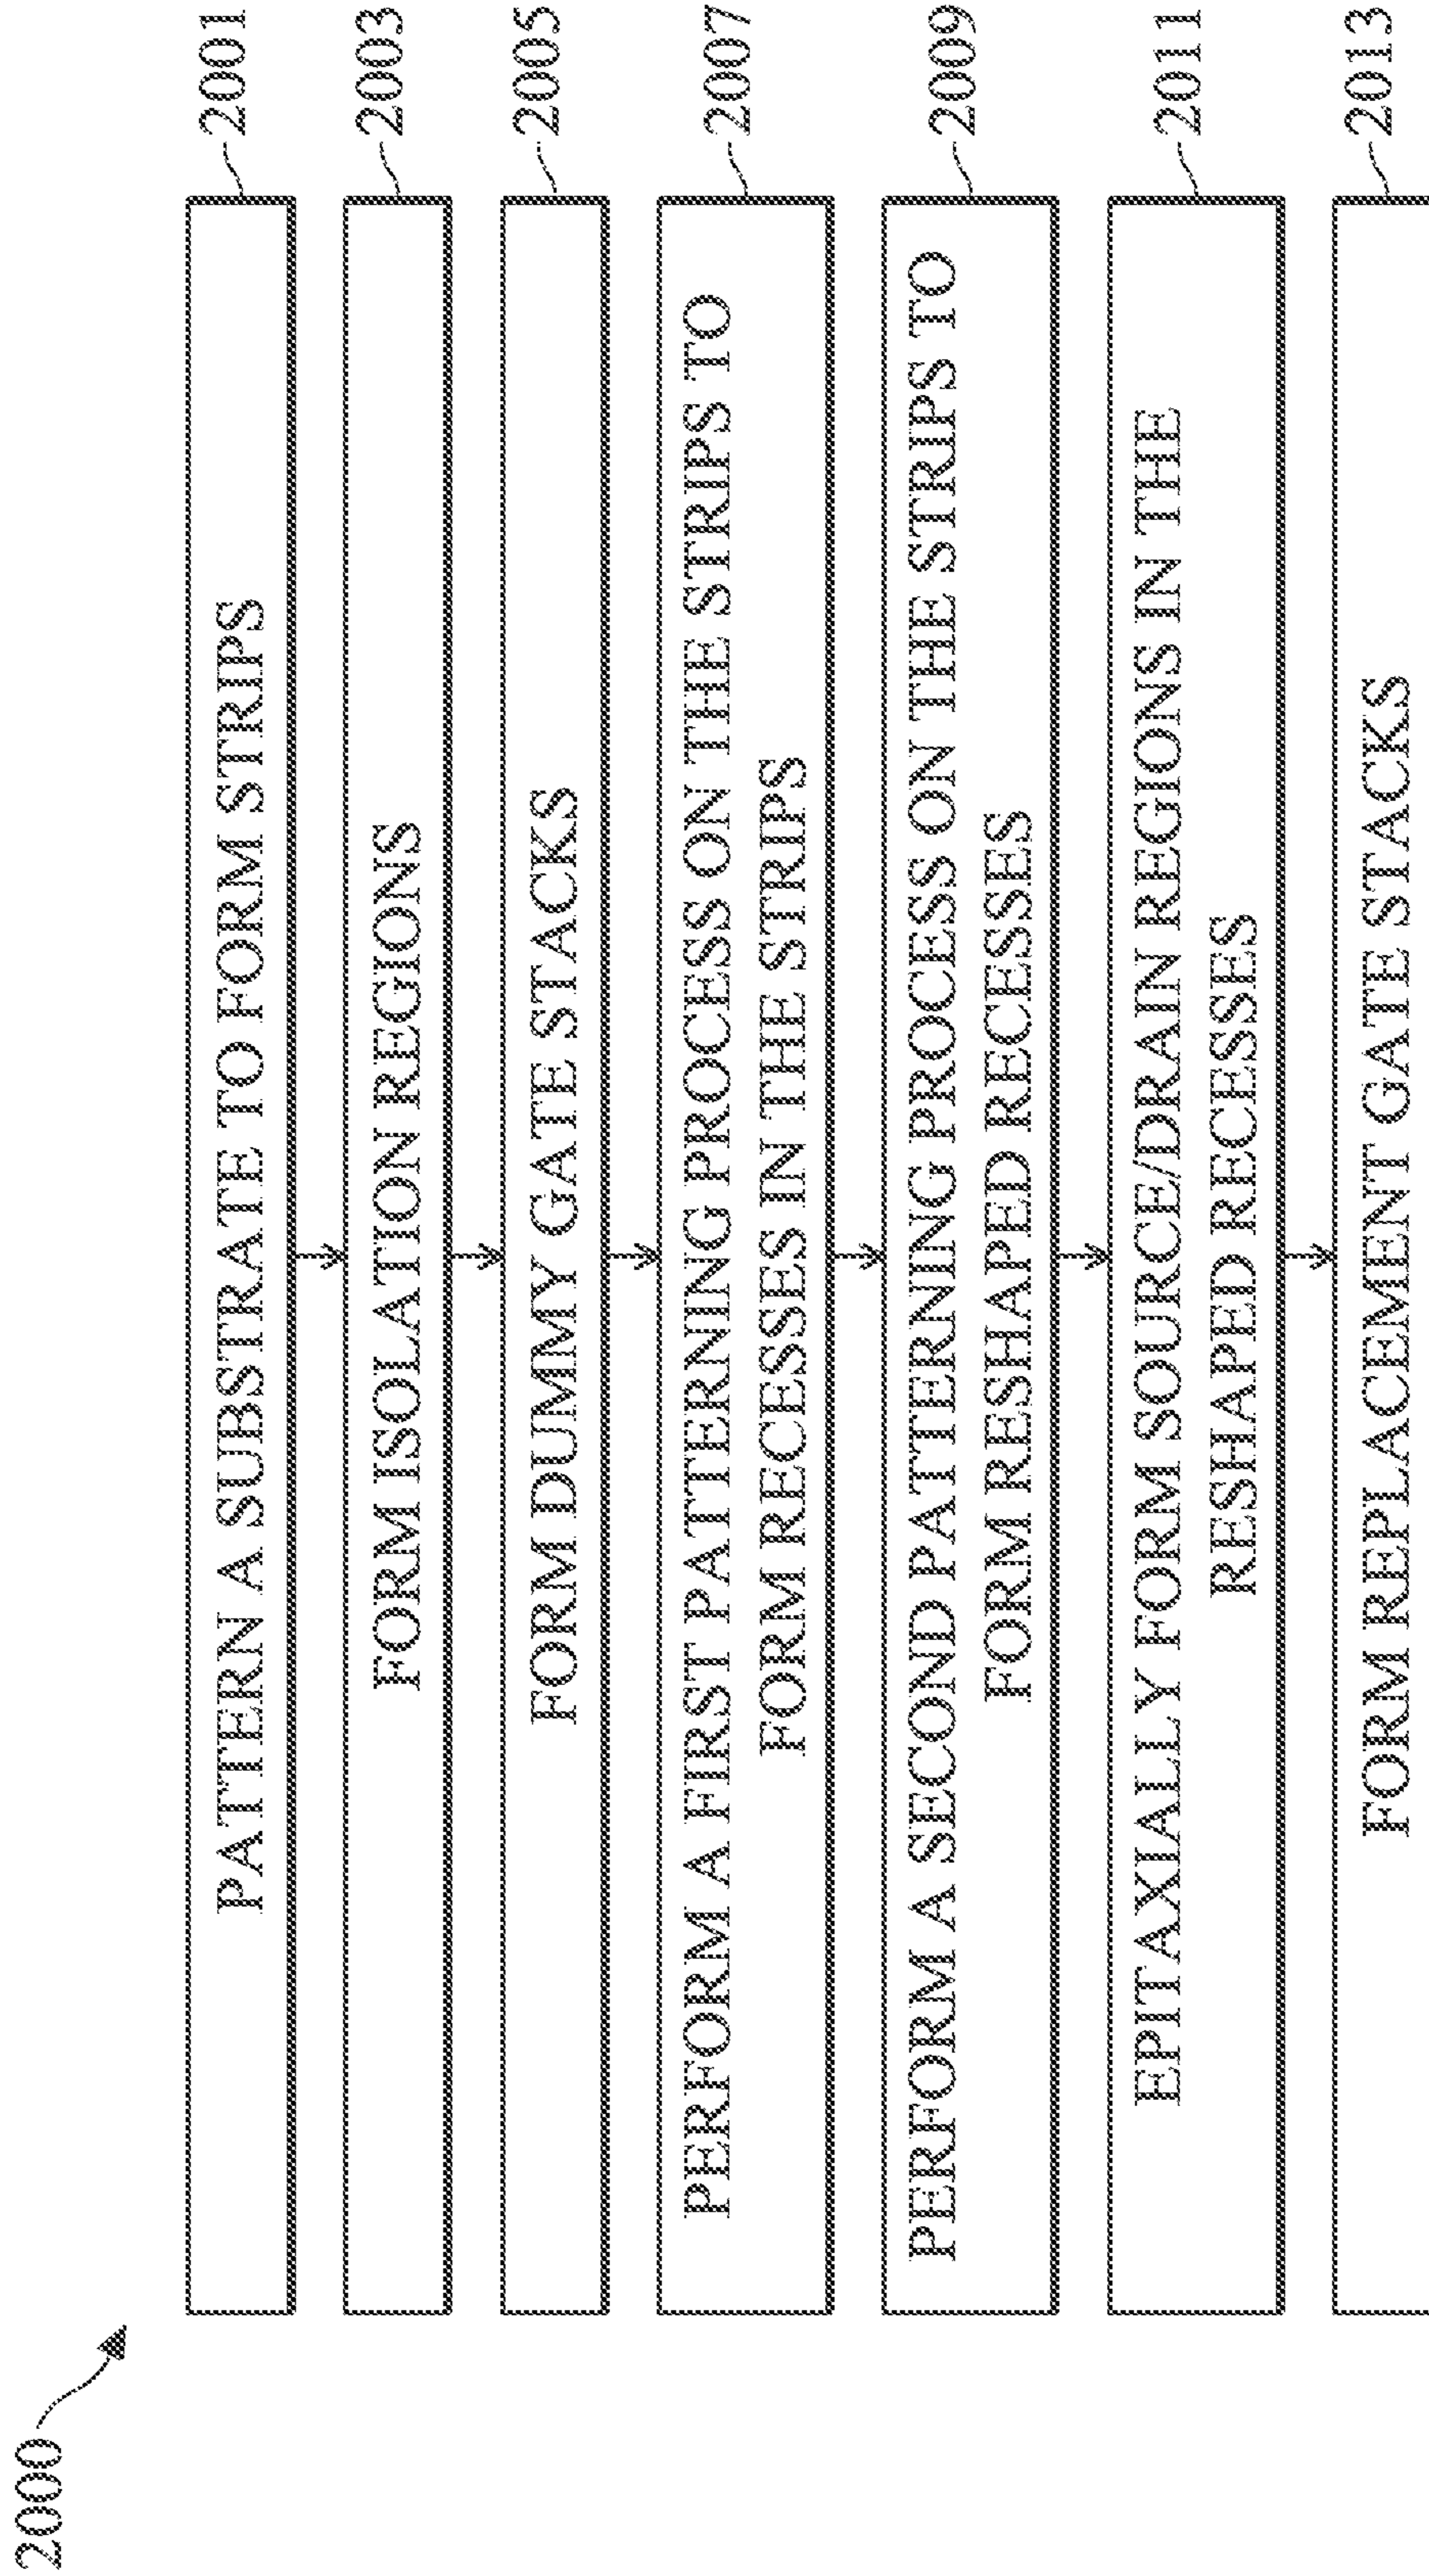 2000
PATTERN A SUBSTRATE TO FORM STRIPS
2001
FORM ISOLATION REGIONS
2003
FORM DUMMY GATE STACKS
2005
PERFORM A FIRST PATTERNING PROCESS ON THE STRIPS TO
FORM RECESSES IN THE STRIPS
2007
PERFORM A SECOND PATTERNING PROCESS ON THE STRIPS TO
FORM RESHAPED RECESSES
2009
EPITAXIALLY FORM SOURCE/DRAIN REGIONS IN THE
RESHAPED RECESSES
2011
FORM REPLACEMENT GATE STACKS
2013